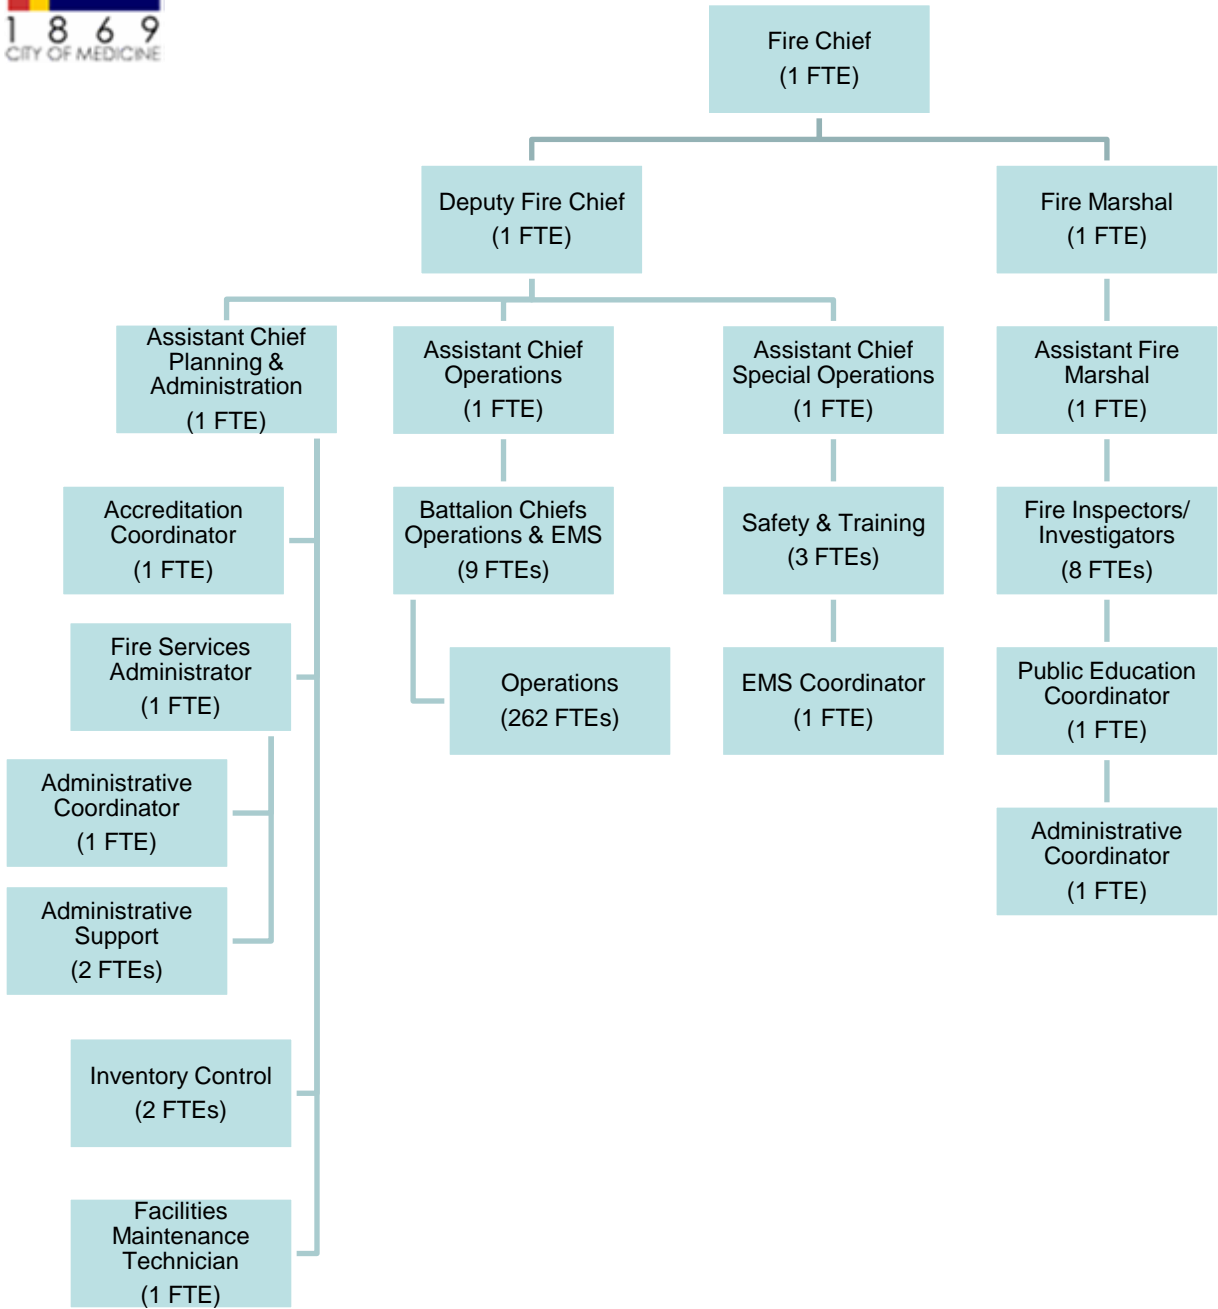 1 8 6 9
CITY OF MEDICINE
Fire Chief
(1 FTE)
Deputy Fire Chief
(1 FTE)
Fire Marshal
(1 FTE)
Assistant Chief
Planning &
Administration
(1 FTE)
Assistant Chief
Operations
(1 FTE)
Assistant Chief
Special Operations
(1 FTE)
Assistant Fire
Marshal
(1 FTE)
Accreditation
Coordinator
(1 FTE)
Battalion Chiefs
Operations & EMS
(9 FTEs)
Safety & Training
(3 FTEs)
Fire Inspectors/
Investigators
(8 FTEs)
Fire Services
Administrator
(1 FTE)
Operations
(262 FTEs)
EMS Coordinator
(1 FTE)
Public Education
Coordinator
(1 FTE)
Administrative
Coordinator
(1 FTE)
Administrative
Coordinator
(1 FTE)
Administrative
Support
(2 FTEs)
Inventory Control
(2 FTEs)
Facilities
Maintenance
Technician
(1 FTE)